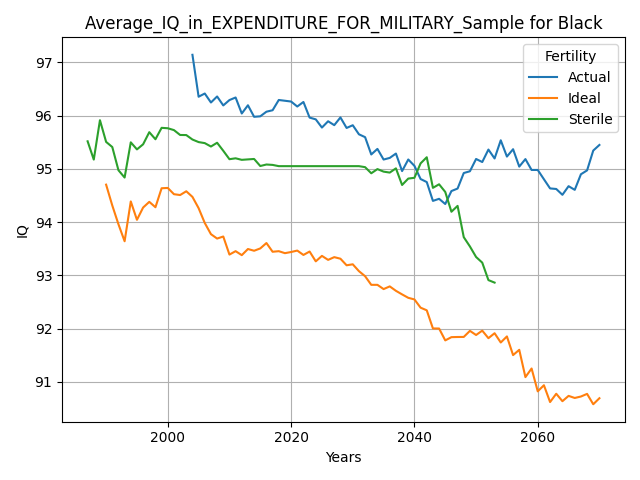 Average_IQ_in_EXPENDITURE_FOR_MILITARY_Sample for Black
Fertility
Actual
Ideal
Sterile
97
96
95
94
93
92
91
IQ
2000
2020
2040
2060
Years